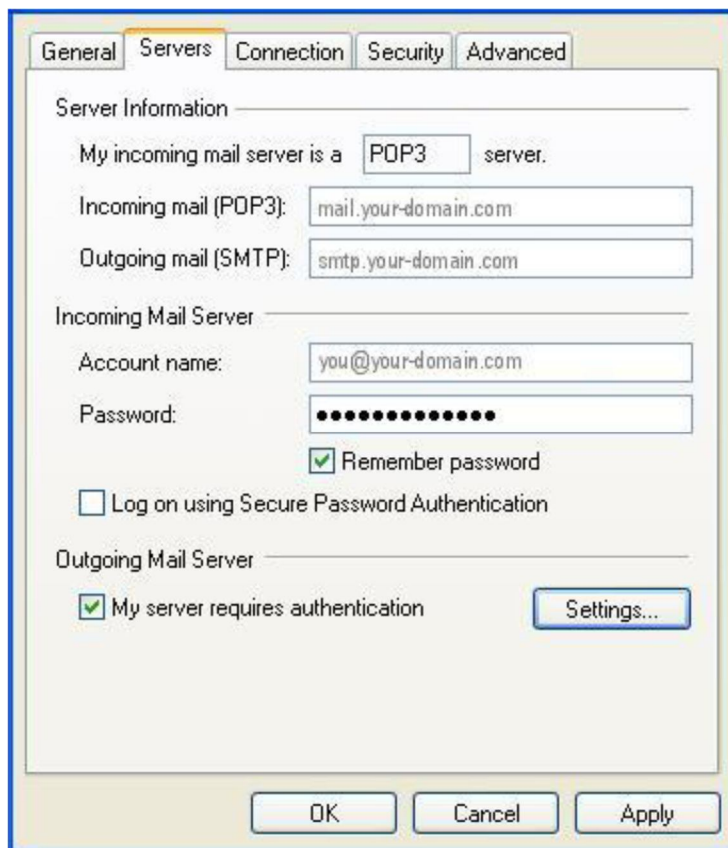 General Servers Connection Security Advanced
Server Information
My incoming mail server is a POP3 server.
Incoming mail (POP3): mail.your-domain.com
Outgoing mail (SMTP): smtp.your-domain.com
Incoming Mail Server
Account name: you@your-domain.com
Password: •••••••••••••
Remember password
Log on using Secure Password Authentication
Outgoing Mail Server
My server requires authentication Settings...
OK Cancel Apply